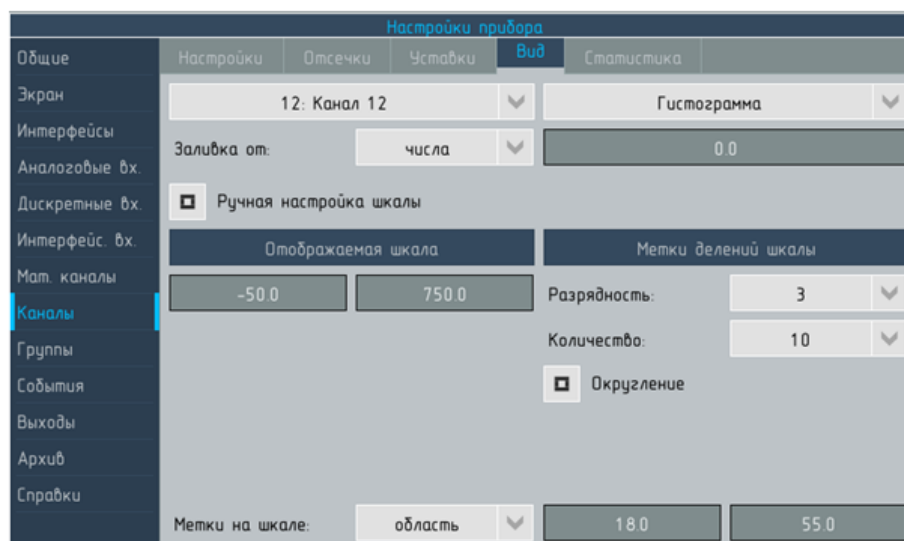 Настройки прибора
Общие
Экран
Интерфейсы
Аналоговые вх.
Дискретные вх.
Интерфейс. вх.
Мат. каналы
Каналы
Группы
События
Выходы
Архив
Справки
Настройки Отсечки Уставки Вид Статистика
12: Канал 12 Гистограмма
Заливка от: числа 0.0
Ручная настройка шкалы
Отображаемая шкала Метки делений шкалы
-50.0 750.0 Разрядность: 3
Количество: 10
Округление
Метки на шкале: область 18.0 55.0